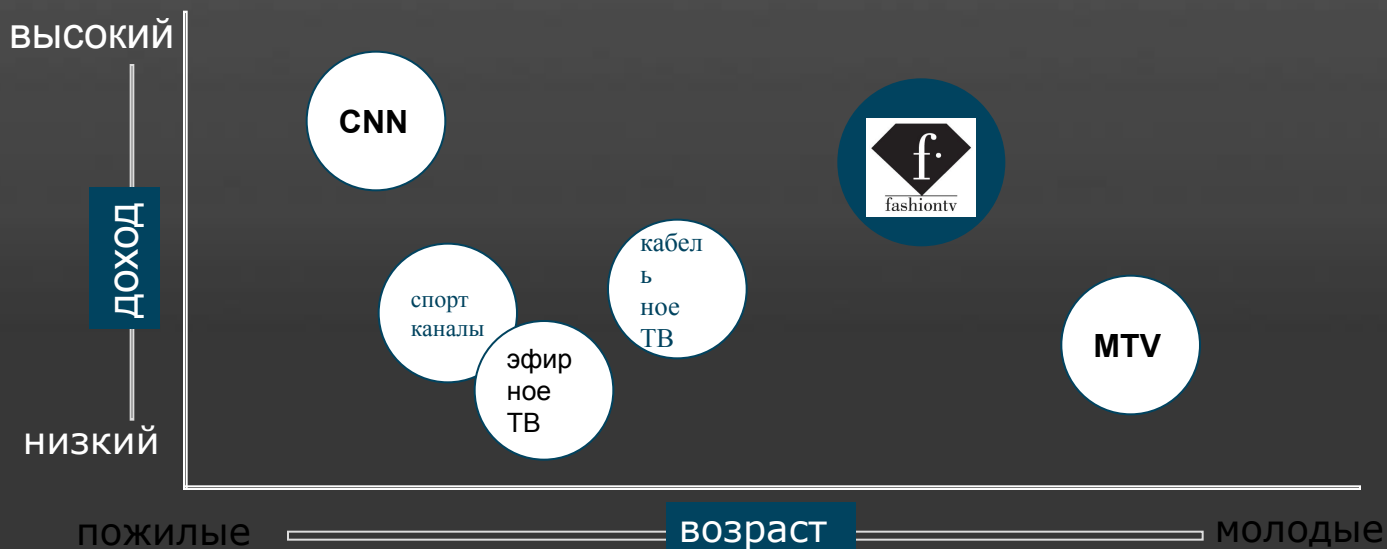 высокий
CNN
f.
fashiontv
доход
кабел
ь
ное
ТВ
спорт
каналы
эфир
ное
ТВ
MTV
низкий
пожилые
возраст
молодые